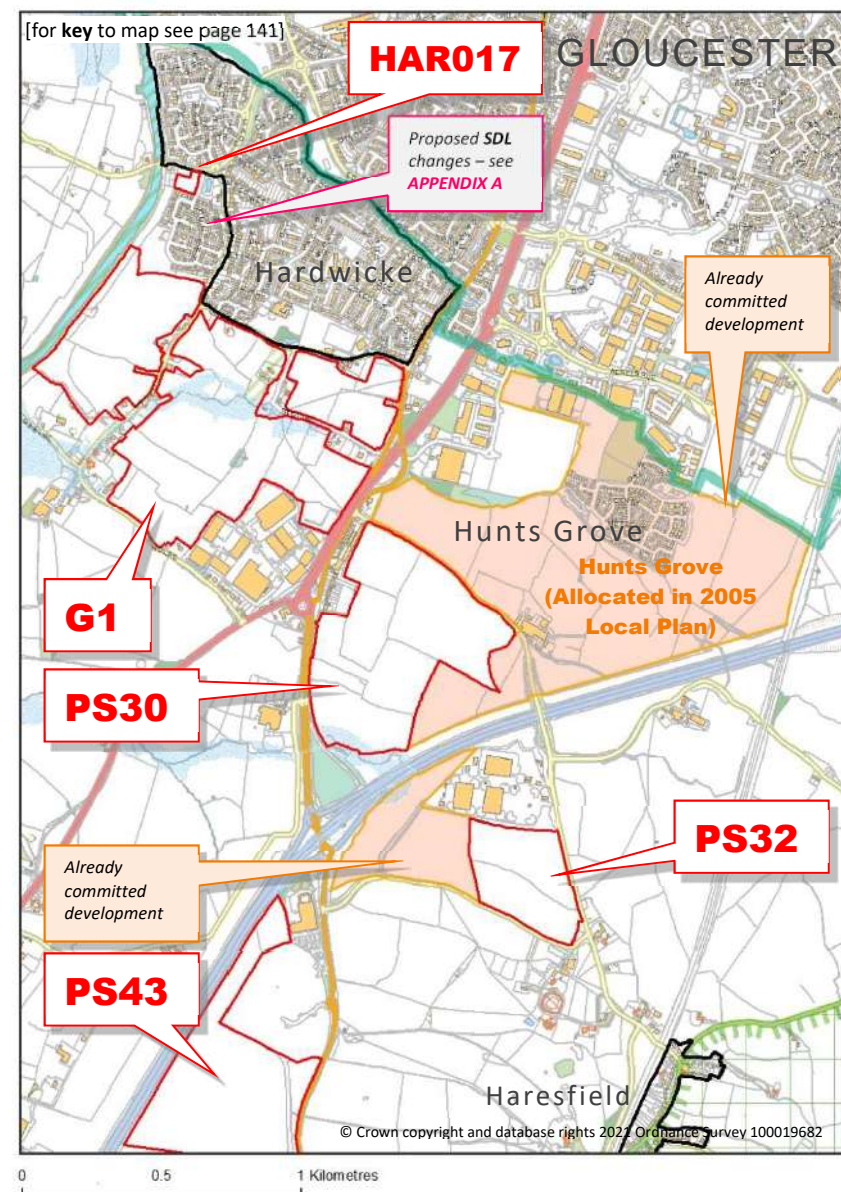 [for key to map see page 141]
HAR017
GLOUCESTER
Proposed SDL
changes – see
APPENDIX A
Hardwicke
Already
committed
development
Hunts Grove
Hunts Grove
(Allocated in 2005
Local Plan)
G1
PS30
PS32
Already
committed
development
PS43
Haresfield
© Crown copyright and database rights 2021 Ordnance Survey 100019682
0 0.5 1 Kilometres